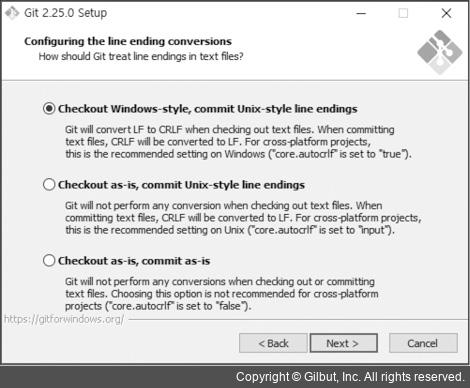 Git 2.25.0 Setup
Configuring the line ending conversions
How should Git treat line endings in text files?
Checkout Windows-style, commit Unix-style line endings
Git will convert LF to CRLF when checking out text files. When committing
text files, CRLF will be converted to LF. For cross-platform projects,
this is the recommended setting on Windows ("core.autocrlf" is set to "true").
Checkout as-is, commit Unix-style line endings
Git will not perform any conversion when checking out text files. When
committing text files, CRLF will be converted to LF. For cross-platform projects,
this is the recommended setting on Unix ("core.autocrlf" is set to "input").
Checkout as-is, commit as-is
Git will not perform any conversions when checking out or committing
text files. Choosing this option is not recommended for cross-platform
projects ("core.autocrlf" is set to "false").
https://gitforwindows.org/
< Back
Next >
Cancel
Copyright © Gilbut, Inc. All rights reserved.